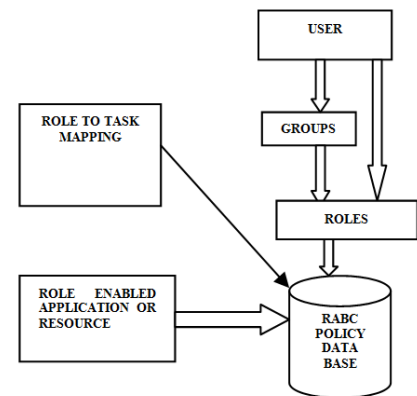 USER
ROLE TO TASK
MAPPING
GROUPS
ROLES
ROLE ENABLED
APPLICATION OR
RESOURCE
RABC
POLICY
DATA
BASE